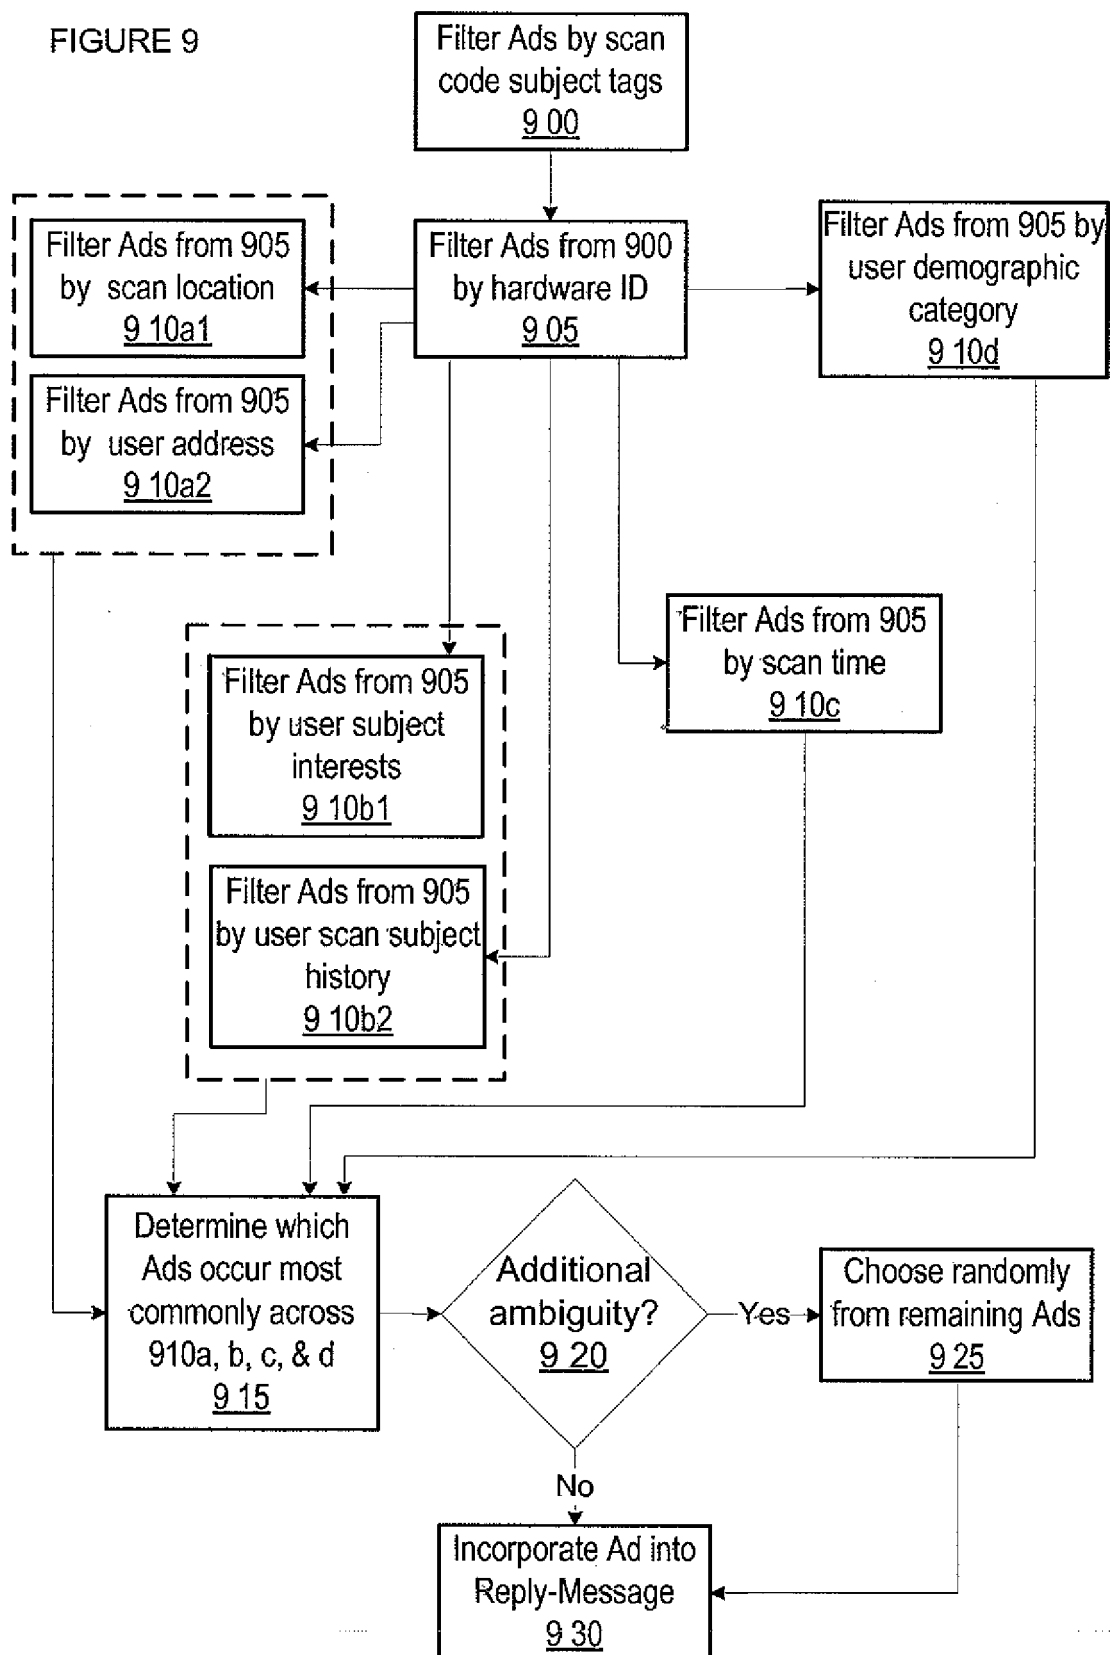 FIGURE 9
Filter Ads by scan
code subject tags
9 00
Filter Ads from 905
by scan location
9 10a1
Filter Ads from 900
by hardware ID
9 05
Filter Ads from 905 by
user demographic
category
9 10d
Filter Ads from 905
by user address
9 10a2
Filter Ads from 905
by scan time
9 10c
Filter Ads from 905
by user subject
interests
9 10b1
Filter Ads from 905
by user scan subject
history
9 10b2
Determine which
Ads occur most
commonly across
910a, b, c, & d
9 15
Additional
ambiguity?
9 20
Yes
Choose randomly
from remaining Ads
9 25
No
Incorporate Ad into
Reply-Message
9 30